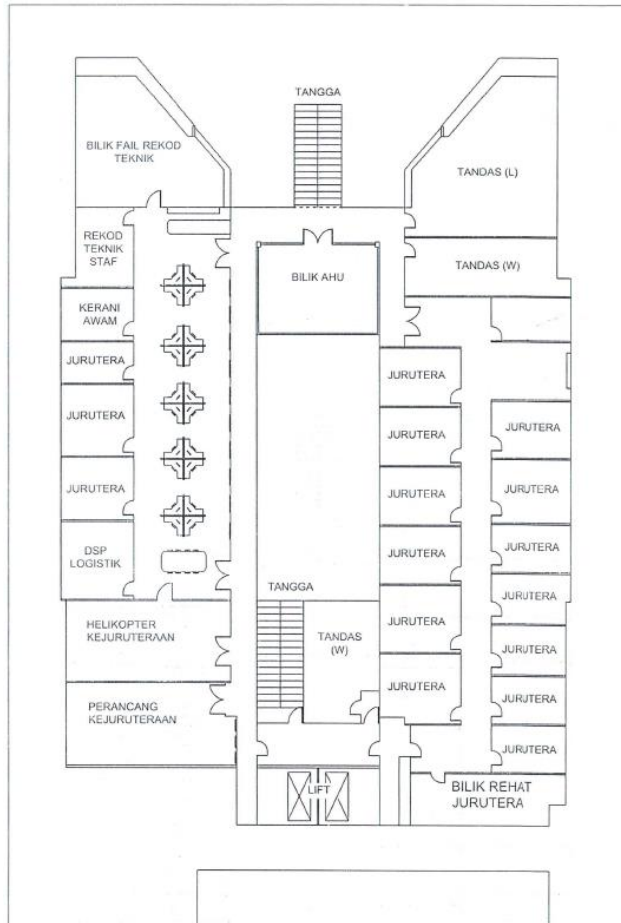 TANGGA
BILIK FAIL REKOD
TEKNIK
TANDAS (L)
REKOD
TEKNIK
STAF
TANDAS (W)
BILIK AHU
KERANI
AWAM
JURUTERA
JURUTERA
JURUTERA
DSP
LOGISTIK
HELIKOPTER
KEJURUTERAAN
PERANCANG
KEJURUTERAAN
TANGGA
TANDAS
(W)
LIFT
JURUTERA
JURUTERA
JURUTERA
JURUTERA
JURUTERA
JURUTERA
JURUTERA
JURUTERA
JURUTERA
JURUTERA
JURUTERA
JURUTERA
JURUTERA
BILIK REHAT
JURUTERA